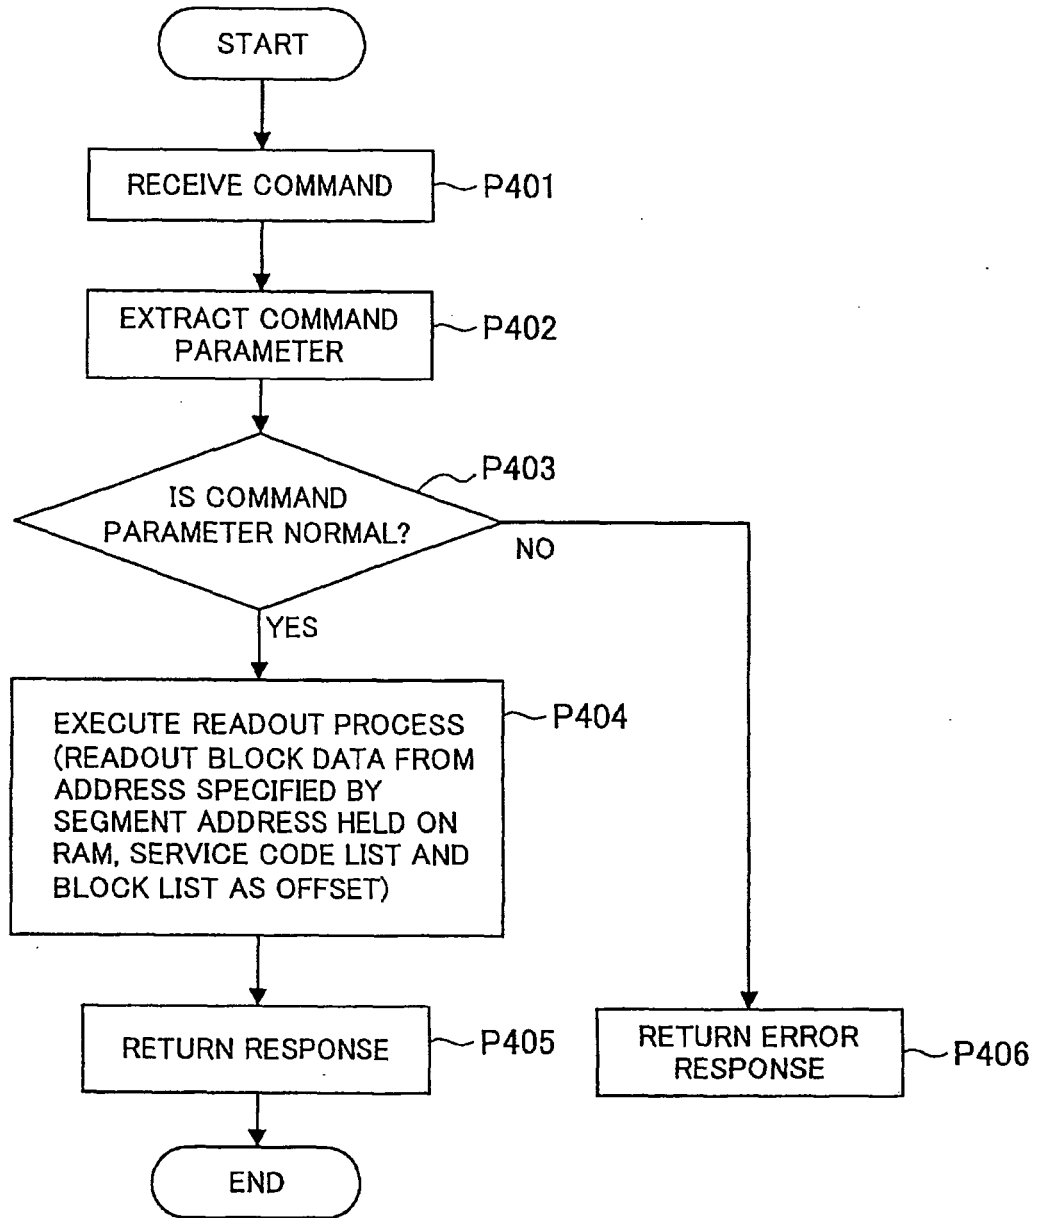 START
RECEIVE COMMAND
P401
EXTRACT COMMAND
PARAMETER
P402
IS COMMAND
PARAMETER NORMAL?
P403
NO
YES
EXECUTE READOUT PROCESS
(READOUT BLOCK DATA FROM
ADDRESS SPECIFIED BY
SEGMENT ADDRESS HELD ON
RAM, SERVICE CODE LIST AND
BLOCK LIST AS OFFSET)
P404
RETURN RESPONSE
P405
RETURN ERROR
RESPONSE
P406
END